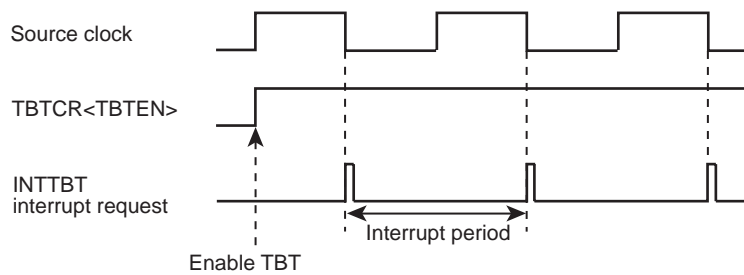 Source clock
TBTCR<TBTEN>
INTTBT
interrupt request
Interrupt period
Enable TBT